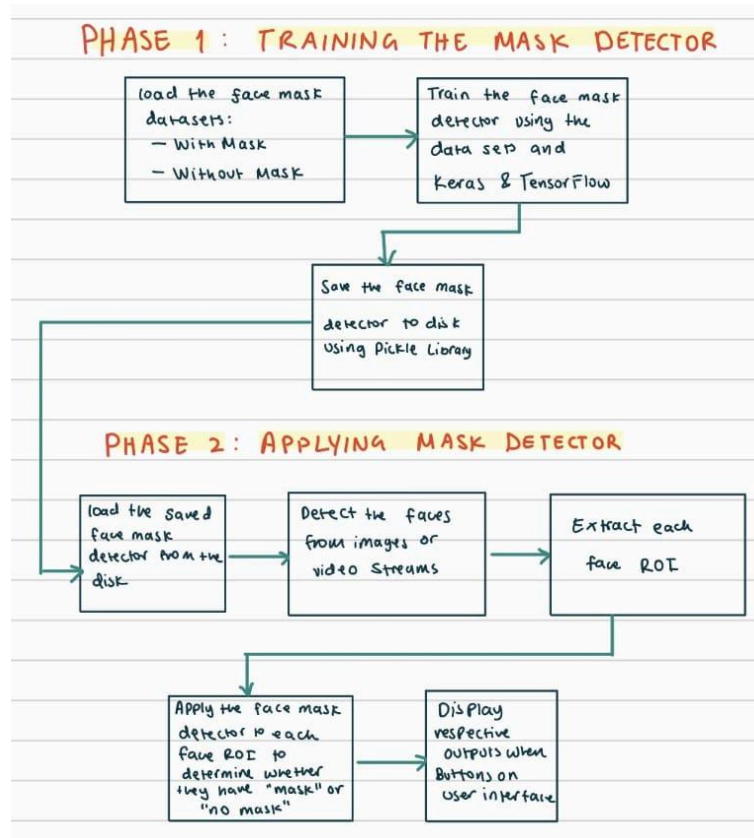 PHASE 1: TRAINING THE MASK DETECTOR
load the face mask
datasets:
- With Mask
- Without Mask
Train the face mask
detector using the
data sets and
Keras & TensorFlow
Save the face mask
detector to disk
using Pickle Library
PHASE 2: APPLYING MASK DETECTOR
load the saved
face mask
detector from the
disk
Detect the faces
from images or
video streams
Extract each
face ROI
Apply the face mask
detector to each
face ROI to
determine whether
they have "mask" or
"no mask"
Display
respective
outputs when
Buttons on
user interface